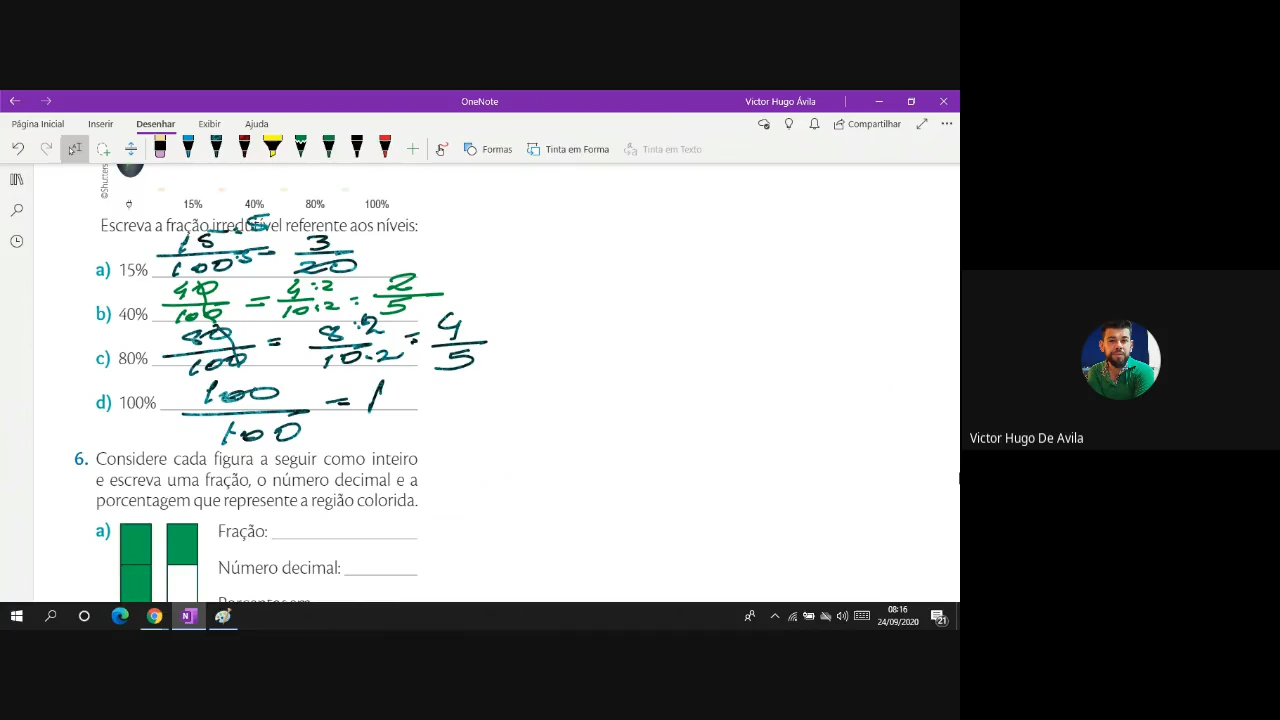 OneNote
Victor Hugo Ávila
Página Inicial Inserir Desenhar Exibir Ajuda
Compartilhar
Formas Tinta em Forma Tinta em Texto
©Shutters
15% 40% 80% 100%
Escreva a fração irredutível referente aos níveis:
a) 15% 15 :5 / 100 :5 = 3/20
b) 40% 40/100 = 4 :2 / 10 :2 = 2/5
c) 80% 80/100 = 8 :2 / 10 :2 = 4/5
d) 100% 100/100 = 1
6. Considere cada figura a seguir como inteiro
e escreva uma fração, o número decimal e a
porcentagem que represente a região colorida.
a) Fração:
Número decimal:
Victor Hugo De Avila
08:16
24/09/2020
21